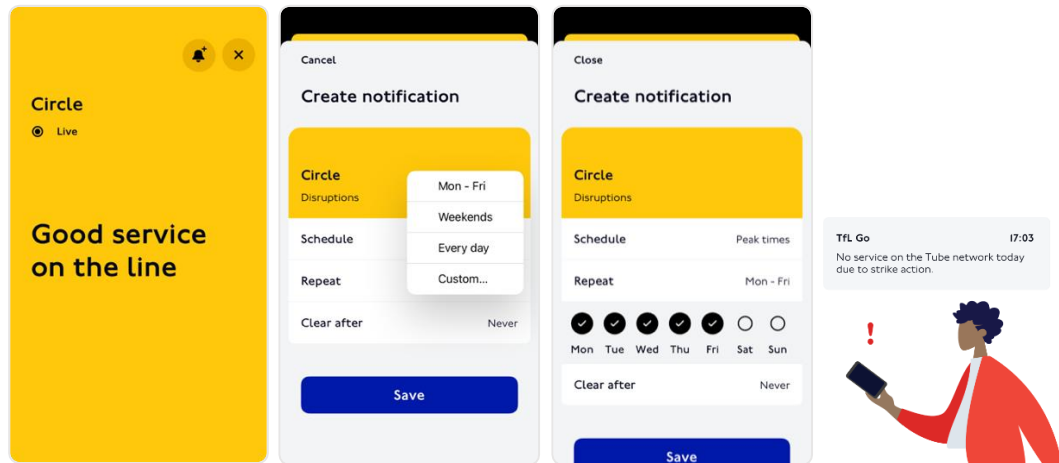 Circle
Live
Good service
on the line
Cancel
Create notification
Circle
Disruptions
Mon - Fri
Weekends
Every day
Custom...
Schedule
Repeat
Clear after Never
Save
Close
Create notification
Circle
Disruptions
Schedule Peak times
Repeat Mon - Fri
Mon Tue Wed Thu Fri Sat Sun
Clear after Never
Save
TfL Go 17:03
No service on the Tube network today
due to strike action.
!